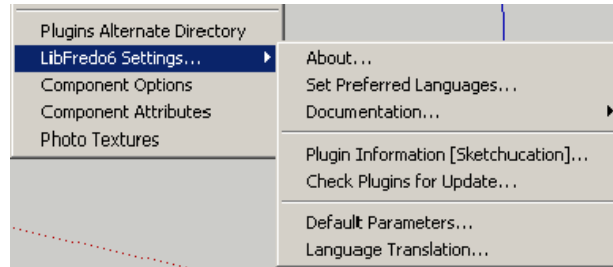 Plugins Alternate Directory
LibFredo6 Settings...
Component Options
Component Attributes
Photo Textures
About...
Set Preferred Languages...
Documentation...
Plugin Information [Sketchucation]...
Check Plugins for Update...
Default Parameters...
Language Translation...